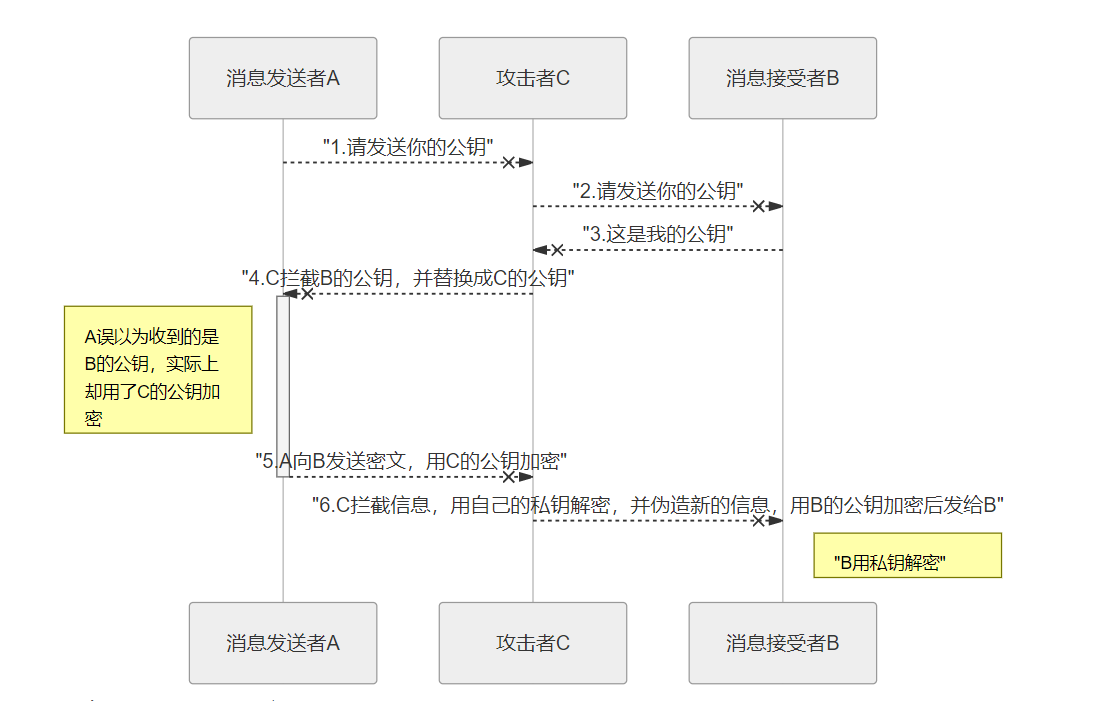 消息发送者A
攻击者C
消息接受者B
"1.请发送你的公钥"
"2.请发送你的公钥"
"3.这是我的公钥"
"4.C拦截B的公钥，并替换成C的公钥"
A误以为收到的是
B的公钥，实际上
却用了C的公钥加
密
"5.A向B发送密文，用C的公钥加密"
"6.C拦截信息，用自己的私钥解密，并伪造新的信息，用B的公钥加密后发给B"
"B用私钥解密"
消息发送者A
攻击者C
消息接受者B